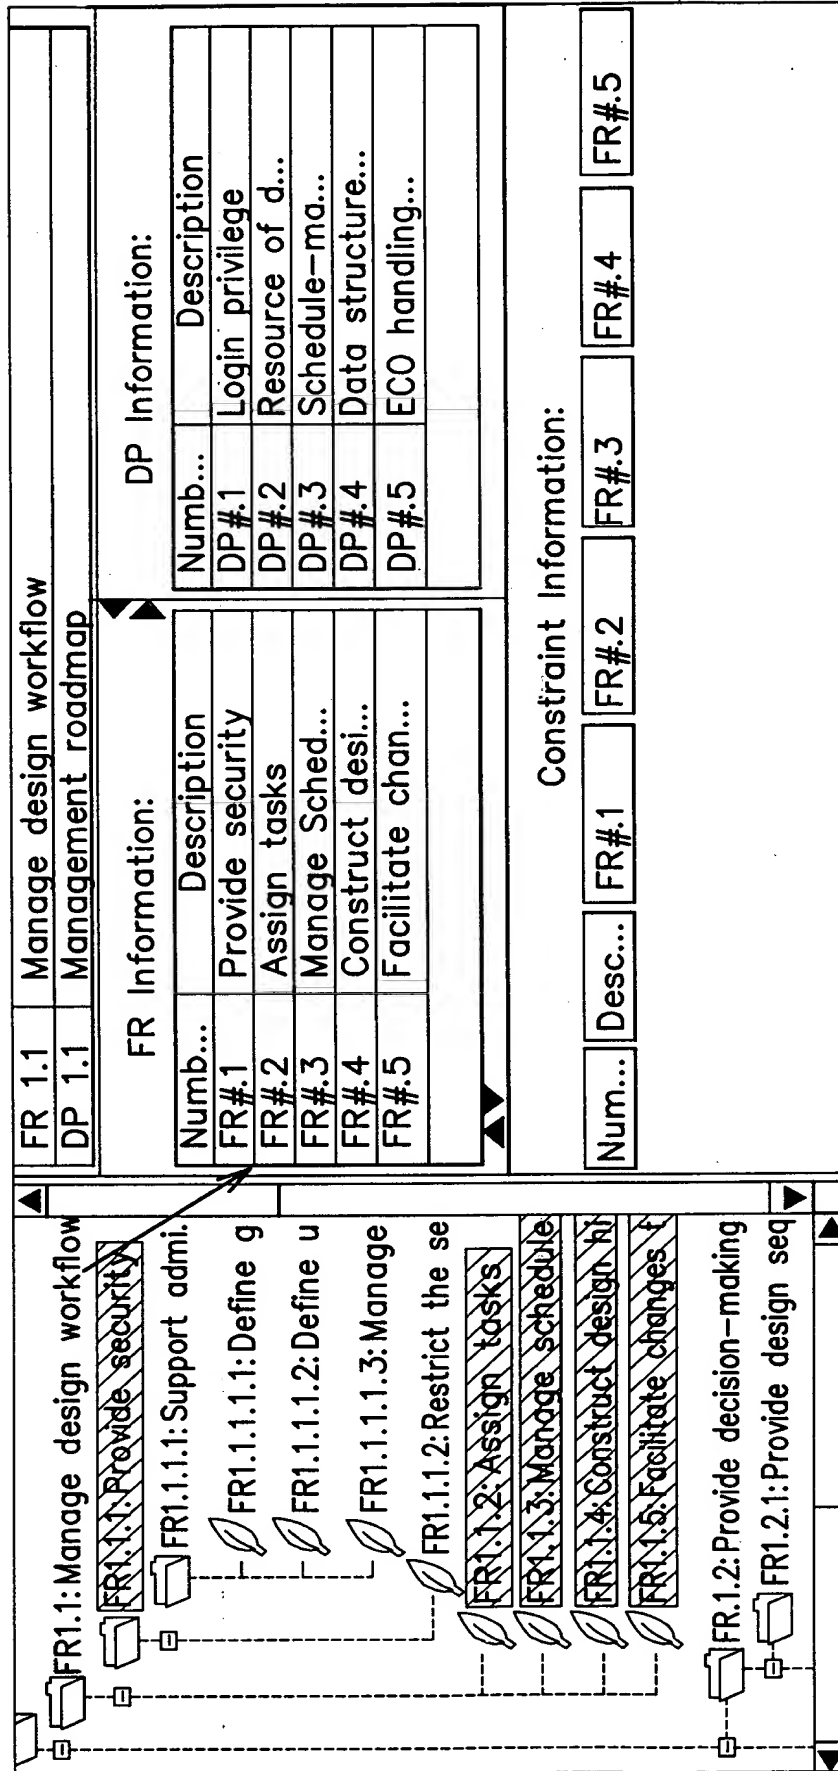 FR1.1:Manage design workflow
FR1.1.1:Provide security
FR1.1.1.1:Support admi.
FR1.1.1.1.1:Define g
FR1.1.1.1.2:Define u
FR1.1.1.1.3:Manage
FR1.1.1.2:Restrict the se
FR1.1.2:Assign tasks
FR1.1.3:Manage schedule
FR1.1.4:Construct design hi
FR1.1.5:Facilitate changes t
FR.1.2:Provide decision-making
FR1.2.1:Provide design seq
FR 1.1 Manage design workflow
DP 1.1 Management roadmap
FR Information:
Numb... Description
FR#.1 Provide security
FR#.2 Assign tasks
FR#.3 Manage Sched...
FR#.4 Construct desi...
FR#.5 Facilitate chan...
DP Information:
Numb... Description
DP#.1 Login privilege
DP#.2 Resource of d...
DP#.3 Schedule-ma...
DP#.4 Data structure...
DP#.5 ECO handling...
Constraint Information:
Num... Desc... FR#.1 FR#.2 FR#.3 FR#.4 FR#.5